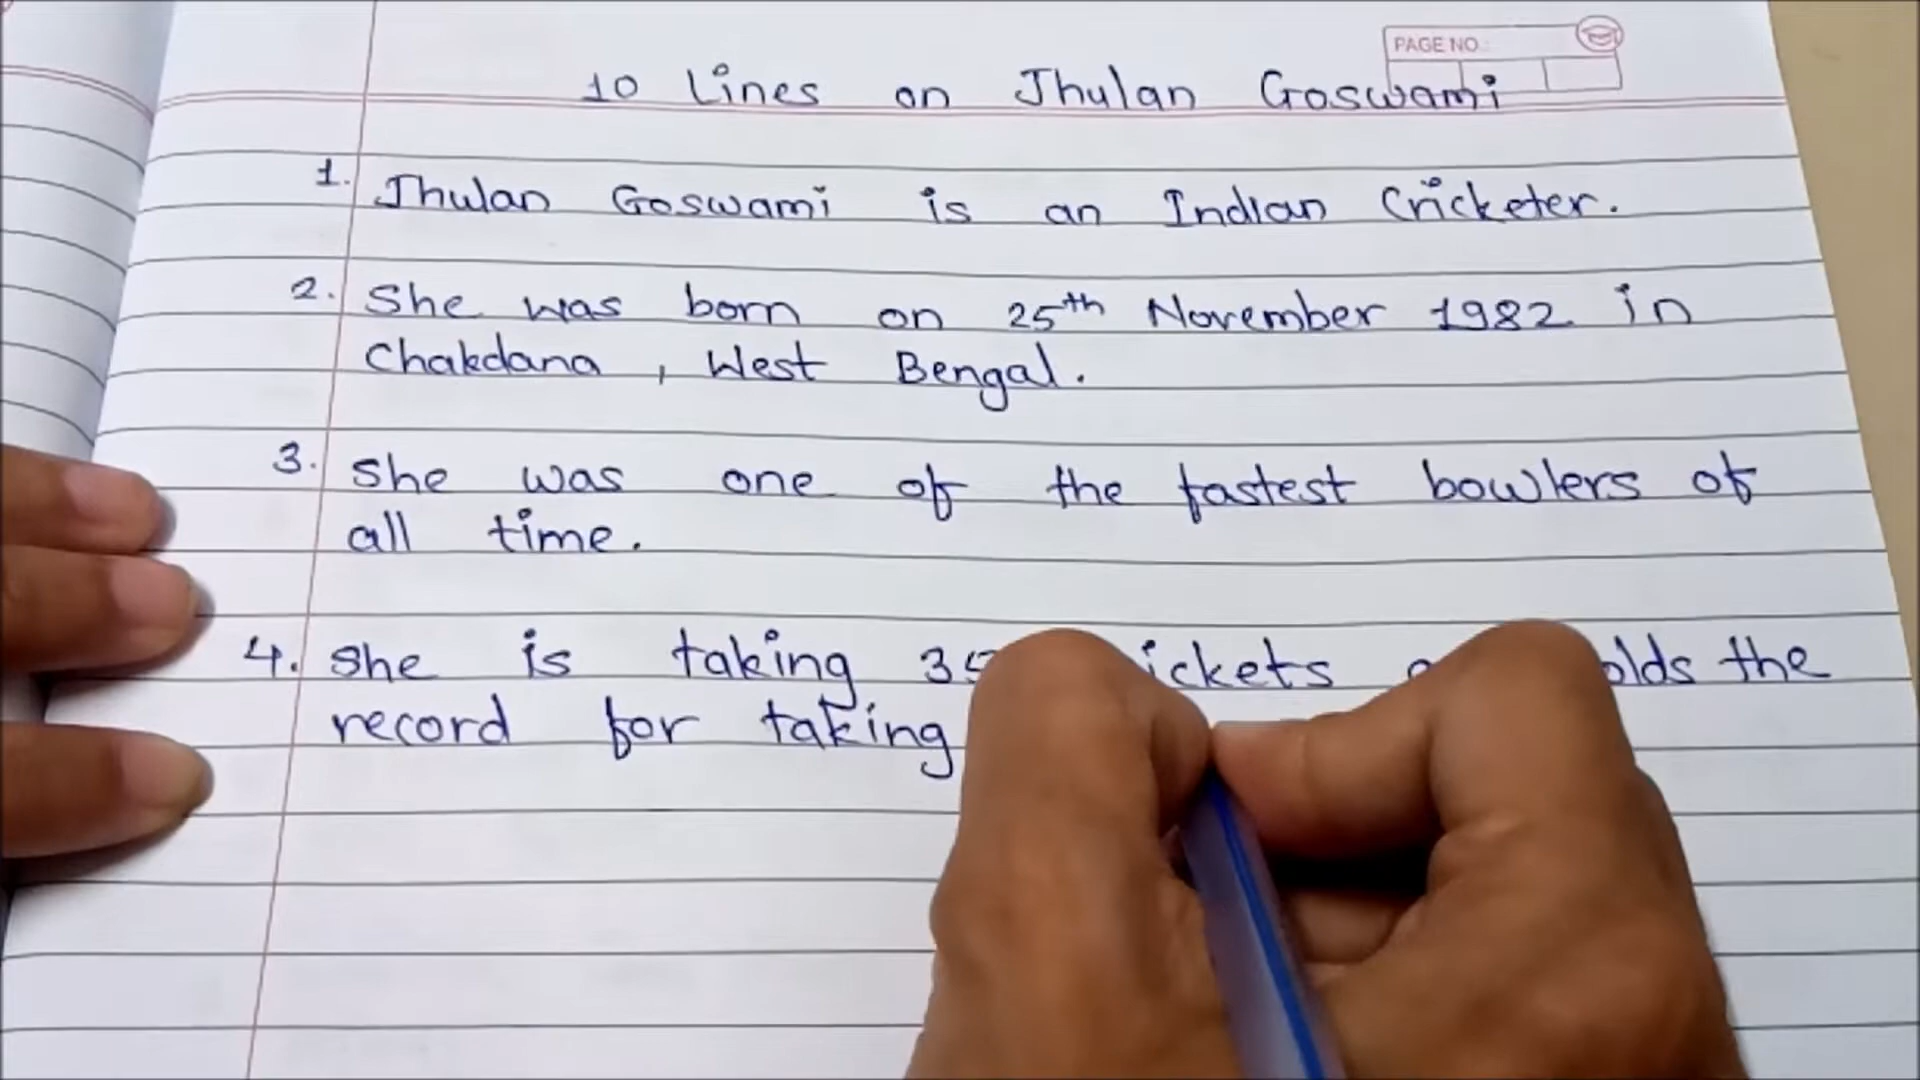 PAGE NO.:
10 Lines on Jhulan Goswami
1. Jhulan Goswami is an Indian Cricketer.
2. She was born on 25th November 1982 in
Chakdana, West Bengal.
3. She was one of the fastest bowlers of
all time.
4. She is taking the
record for taking